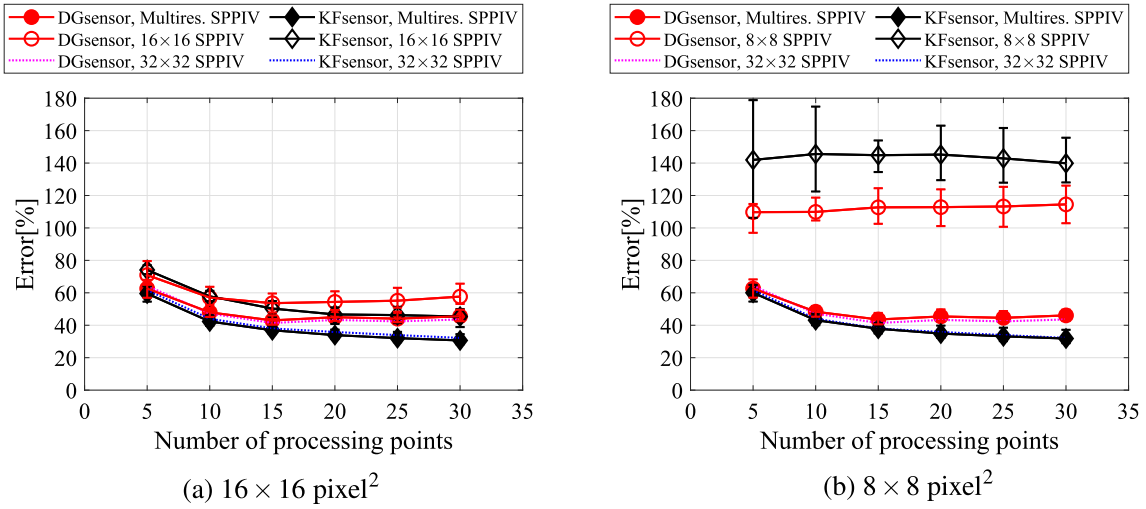 DGsensor, Multires. SPPIV KFsensor, Multires. SPPIV
DGsensor, 16×16 SPPIV KFsensor, 16×16 SPPIV
DGsensor, 32×32 SPPIV KFsensor, 32×32 SPPIV
180
160
140
120
100
80
60
40
20
0
Error[%]
0 5 10 15 20 25 30 35
Number of processing points
(a) 16 × 16 pixel²
DGsensor, Multires. SPPIV KFsensor, Multires. SPPIV
DGsensor, 8×8 SPPIV KFsensor, 8×8 SPPIV
DGsensor, 32×32 SPPIV KFsensor, 32×32 SPPIV
180
160
140
120
100
80
60
40
20
0
Error[%]
0 5 10 15 20 25 30 35
Number of processing points
(b) 8 × 8 pixel²